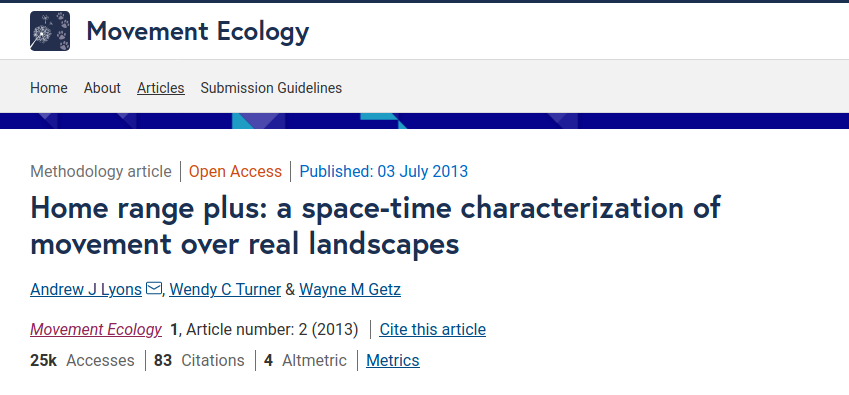 Movement Ecology
Home About Articles Submission Guidelines
Methodology article | Open Access | Published: 03 July 2013
Home range plus: a space-time characterization of
movement over real landscapes
Andrew J Lyons, Wendy C Turner & Wayne M Getz
Movement Ecology 1, Article number: 2 (2013) | Cite this article
25k Accesses | 83 Citations | 4 Altmetric | Metrics